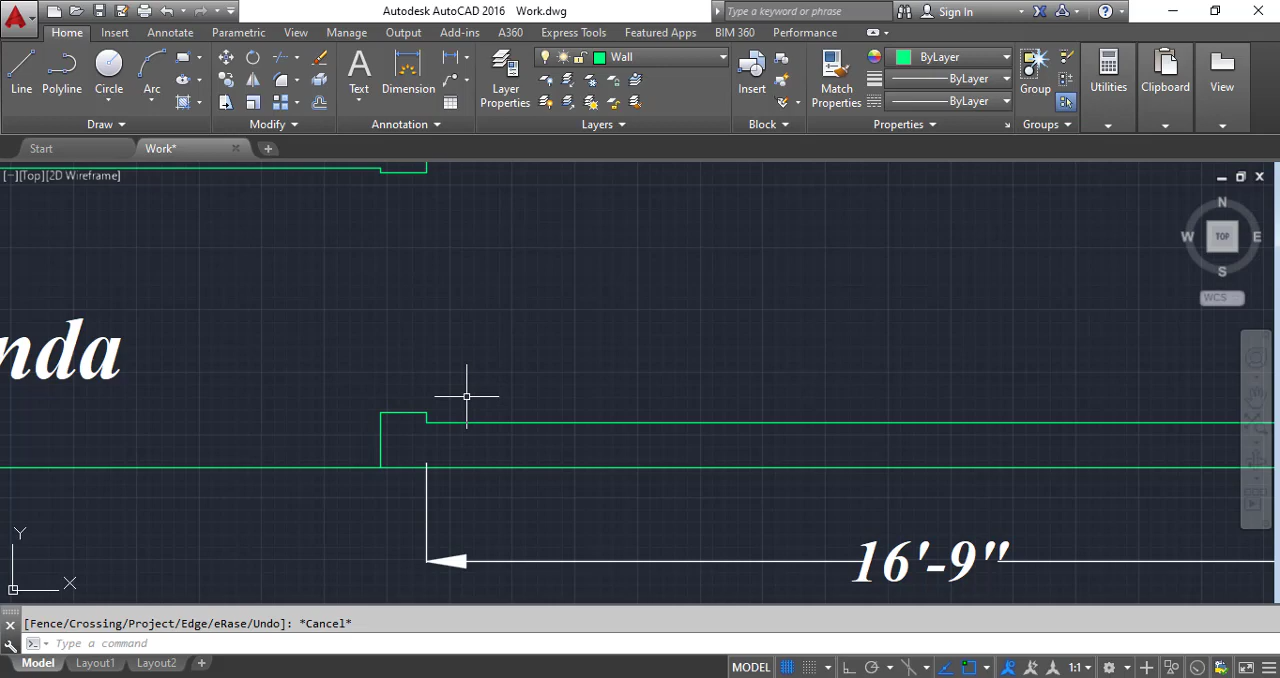 Autodesk AutoCAD 2016 Work.dwg
Type a keyword or phrase
Sign In
Home Insert Annotate Parametric View Manage Output Add-ins A360 Express Tools Featured Apps BIM 360 Performance
Line Polyline Circle Arc
Text Dimension
Layer Properties
Wall
Insert
Match Properties
ByLayer
ByLayer
ByLayer
Group
Utilities
Clipboard
View
Draw Modify Annotation Layers Block Properties Groups
Start Work*
[−][Top][2D Wireframe]
N
W TOP E
S
WCS
nda
16'-9"
Y
X
[Fence/Crossing/Project/Edge/eRase/Undo]: *Cancel*
Type a command
Model Layout1 Layout2
MODEL 1:1